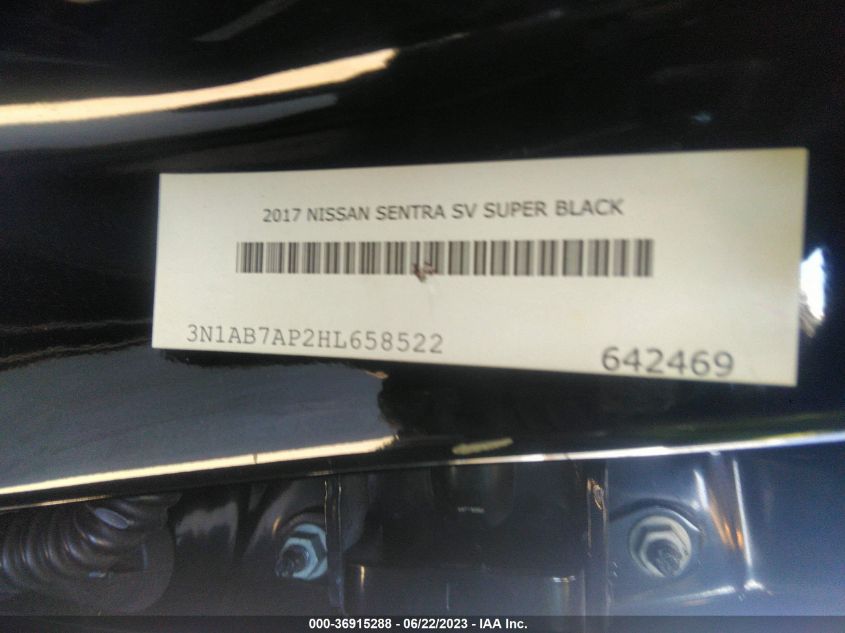 2017 NISSAN SENTRA SV SUPER BLACK
3N1AB7AP2HL658522
642469
000-36915288 - 06/22/2023 - IAA Inc.